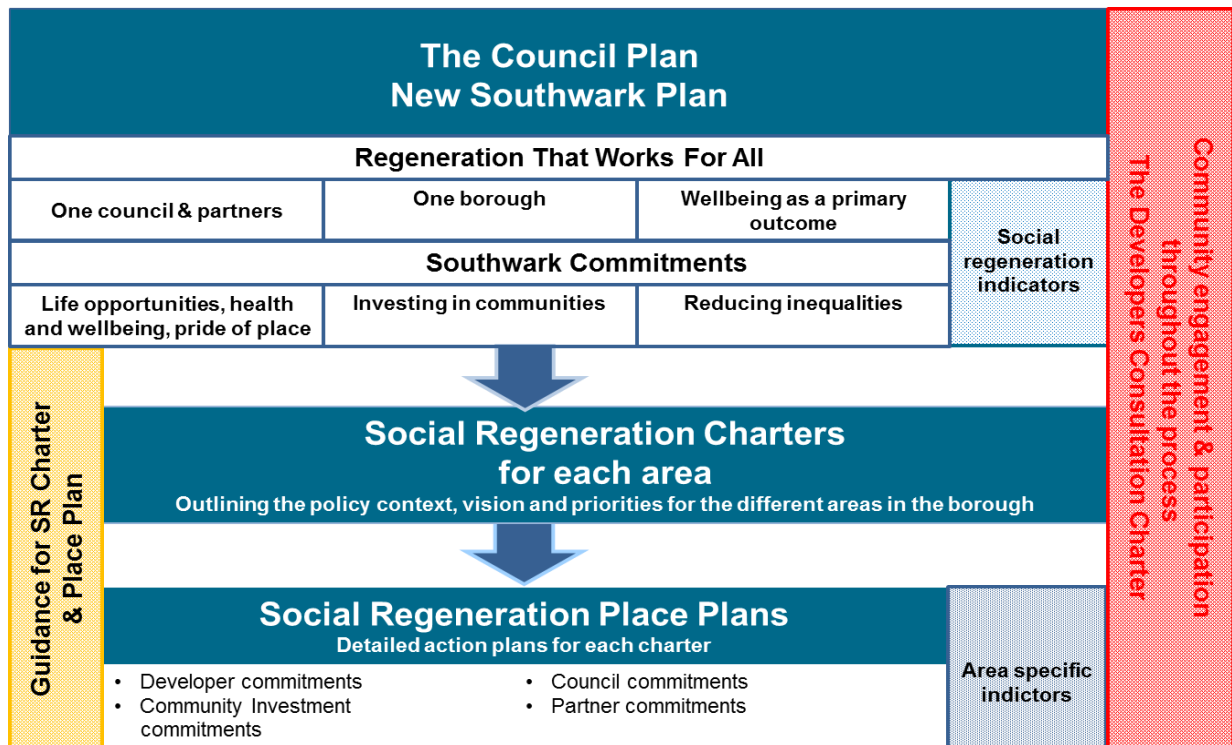 The Council Plan
New Southwark Plan
Regeneration That Works For All
One council & partners
One borough
Wellbeing as a primary
outcome
Social
regeneration
indicators
Southwark Commitments
Life opportunities, health
and wellbeing, pride of place
Investing in communities
Reducing inequalities
Community engagement & participation
throughout the process
The Developers Consultation Charter
Guidance for SR Charter
& Place Plan
Social Regeneration Charters
for each area
Outlining the policy context, vision and priorities for the different areas in the borough
Social Regeneration Place Plans
Detailed action plans for each charter
• Developer commitments
• Community Investment
commitments
• Council commitments
• Partner commitments
Area specific
indictors